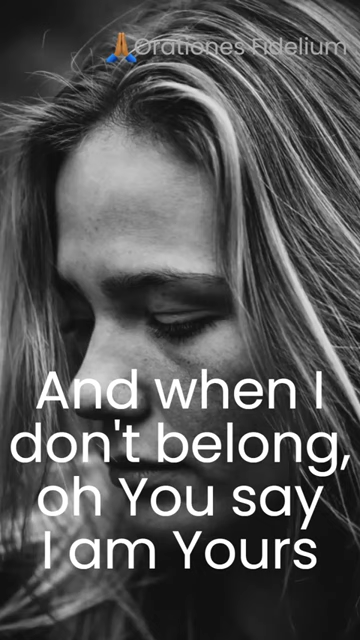 🙏Orationes Fidelium
And when I
don't belong,
oh You say
I am Yours